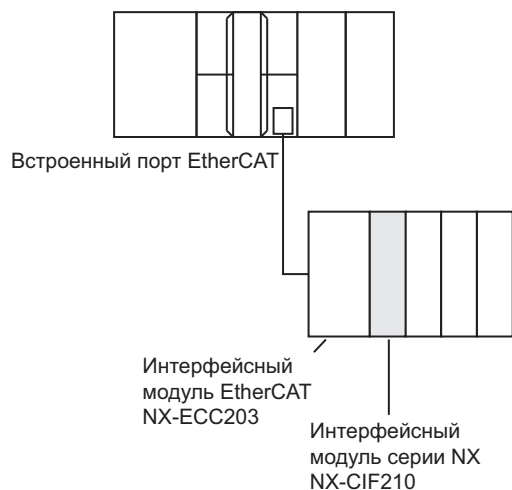 Встроенный порт EtherCAT
Интерфейсный
модуль EtherCAT
NX-ECC203
Интерфейсный
модуль серии NX
NX-CIF210